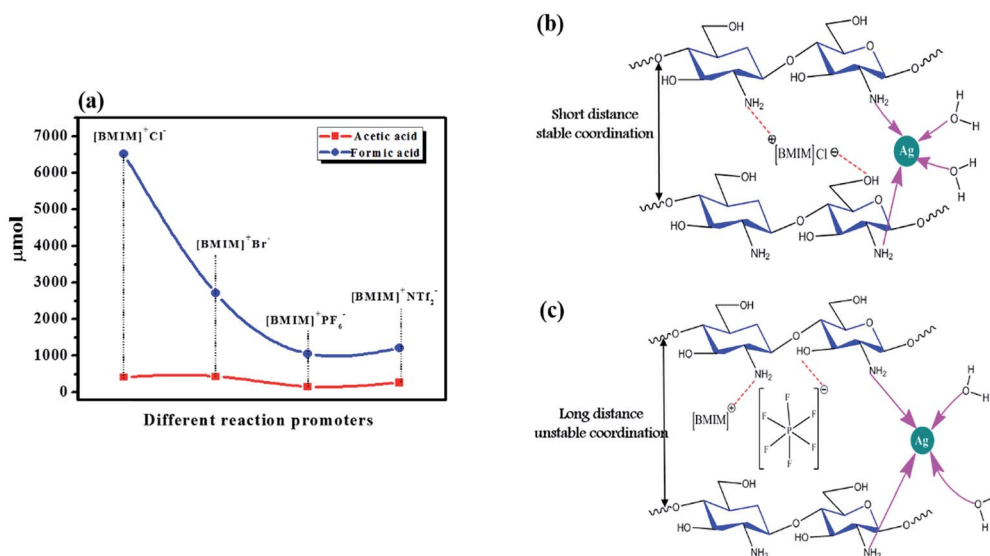 (a)
[BMIM]⁺Cl⁻
Acetic acid
Formic acid
[BMIM]⁺Br⁻
[BMIM]⁺PF₆⁻
[BMIM]⁺NTf₂⁻
7000
6000
5000
4000
3000
2000
1000
0
μmol
Different reaction promoters
(b)
OH
OH
O
O
O
O
HO
HO
NH₂
NH₂
H
O
H
Short distance
stable coordination
⊕
[BMIM]Cl ⊖
Ag
O
H
H
OH
OH
O
O
O
O
HO
HO
NH₂
NH₂
(c)
OH
OH
O
O
O
O
HO
HO
NH₂
NH₂
H
O
H
⊕
[BMIM]
⊖
F
F
F
P
F
F
F
Long distance
unstable coordination
Ag
OH
OH
O
O
O
O
HO
HO
NH₂
NH₂
O
H